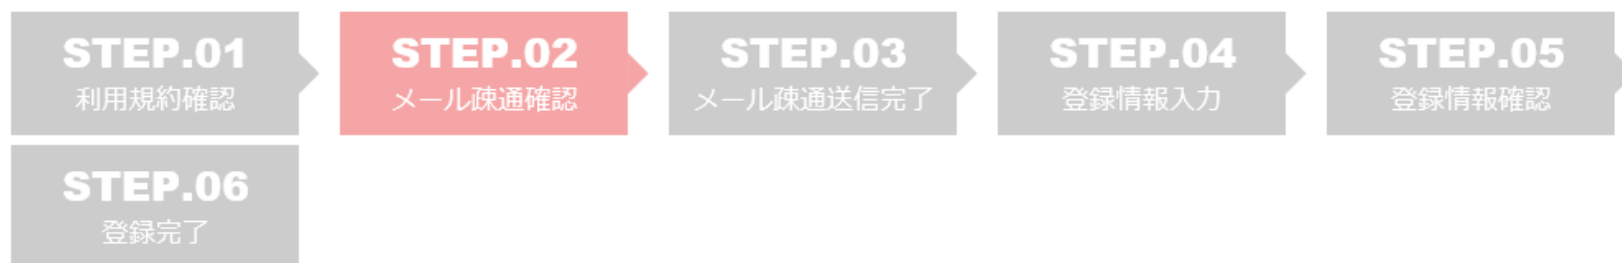 STEP.01
利用規約確認
STEP.02
メール疎通確認
STEP.03
メール疎通送信完了
STEP.04
登録情報入力
STEP.05
登録情報確認
STEP.06
登録完了